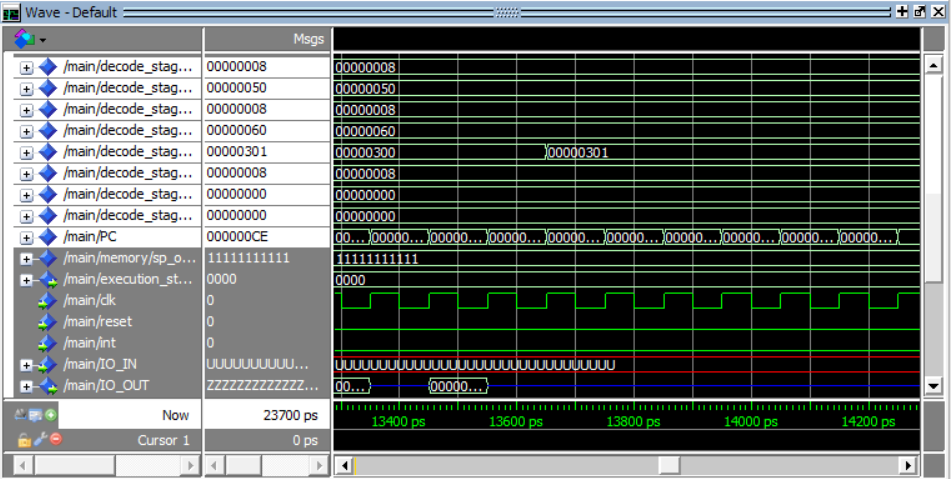 Wave - Default
Msgs
/main/decode_stag... 00000008 00000008
/main/decode_stag... 00000050 00000050
/main/decode_stag... 00000008 00000008
/main/decode_stag... 00000060 00000060
/main/decode_stag... 00000301 00000300 00000301
/main/decode_stag... 00000008 00000008
/main/decode_stag... 00000000 00000000
/main/decode_stag... 00000000 00000000
/main/PC 000000CE 00... 00000... 00000... 00000... 00000... 00000... 00000... 00000... 00000... 00000...
/main/memory/sp_o... 11111111111 11111111111
/main/execution_st... 0000 0000
/main/clk 0
/main/reset 0
/main/int 0
/main/IO_IN UUUUUUUUUU... UUUUUUUUUUUUUUUUUUUUUUUUUUUUUUUU
/main/IO_OUT ZZZZZZZZZZZZZ... 00... 00000...
Now 23700 ps 13400 ps 13600 ps 13800 ps 14000 ps 14200 ps
Cursor 1 0 ps